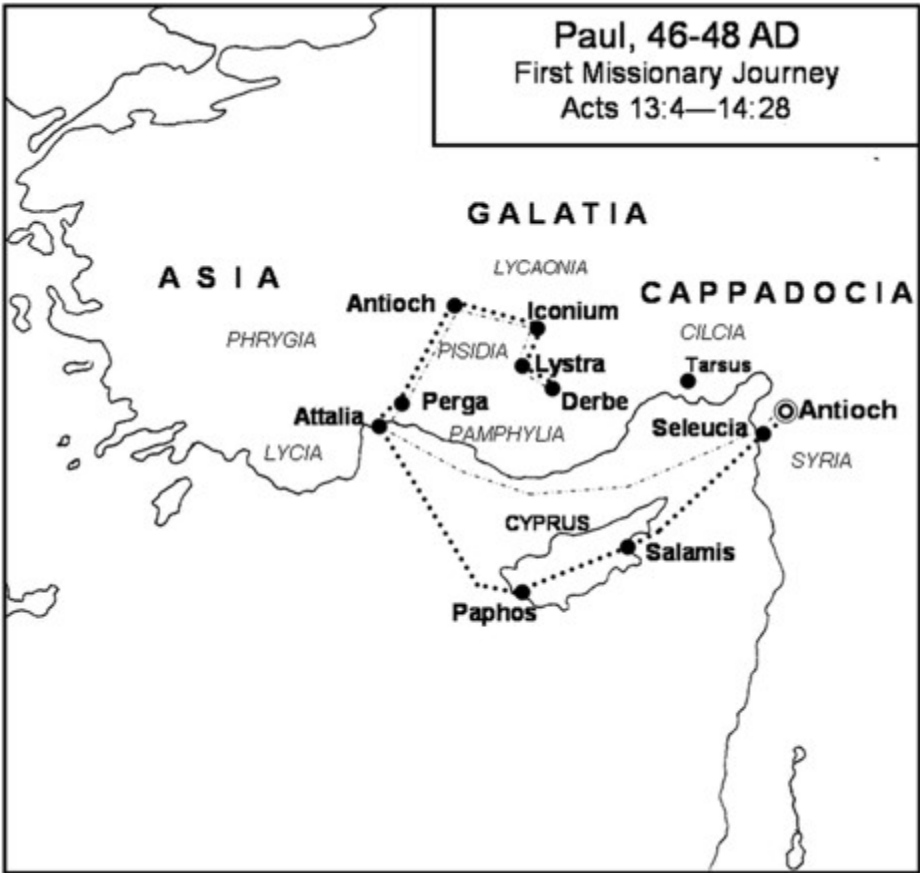 Paul, 46-48 AD
First Missionary Journey
Acts 13:4—14:28
GALATIA
LYCAONIA
ASIA
CAPPADOCIA
Antioch
Iconium
PHRYGIA
PISIDIA
CILCIA
Lystra
Tarsus
Perga
Derbe
Antioch
Attalia
PAMPHYLIA
Seleucia
LYCIA
SYRIA
CYPRUS
Salamis
Paphos